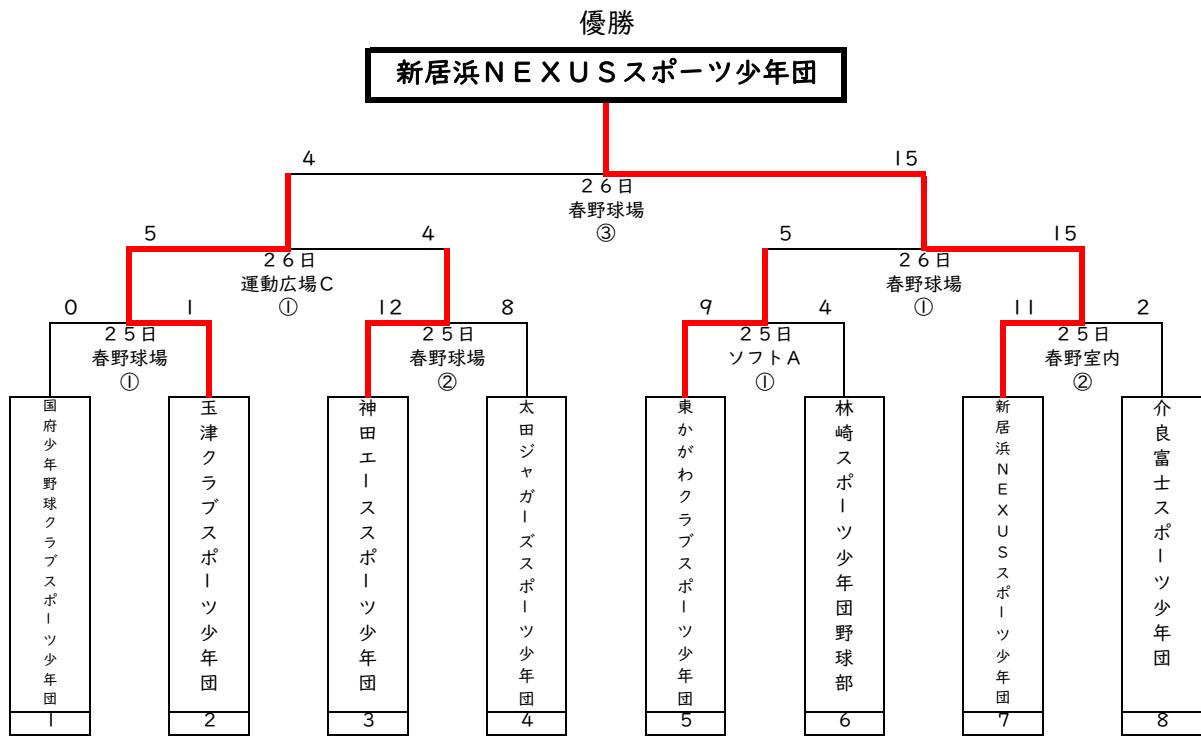 優勝
新居浜ＮＥＸＵＳスポーツ少年団
4
15
２６日
春野球場
③
5
4
２６日
運動広場Ｃ
①
5
15
２６日
春野球場
①
0
1
２５日
春野球場
①
12
8
２５日
春野球場
②
9
4
２５日
ソフトＡ
①
11
2
２５日
春野室内
②
国府少年野球クラブスポーツ少年団
玉津クラブスポーツ少年団
神田エーススポーツ少年団
太田ジャガーズスポーツ少年団
東かがわクラブスポーツ少年団
林崎スポーツ少年団野球部
新居浜ＮＥＸＵＳスポーツ少年団
介良富士スポーツ少年団
1
2
3
4
5
6
7
8